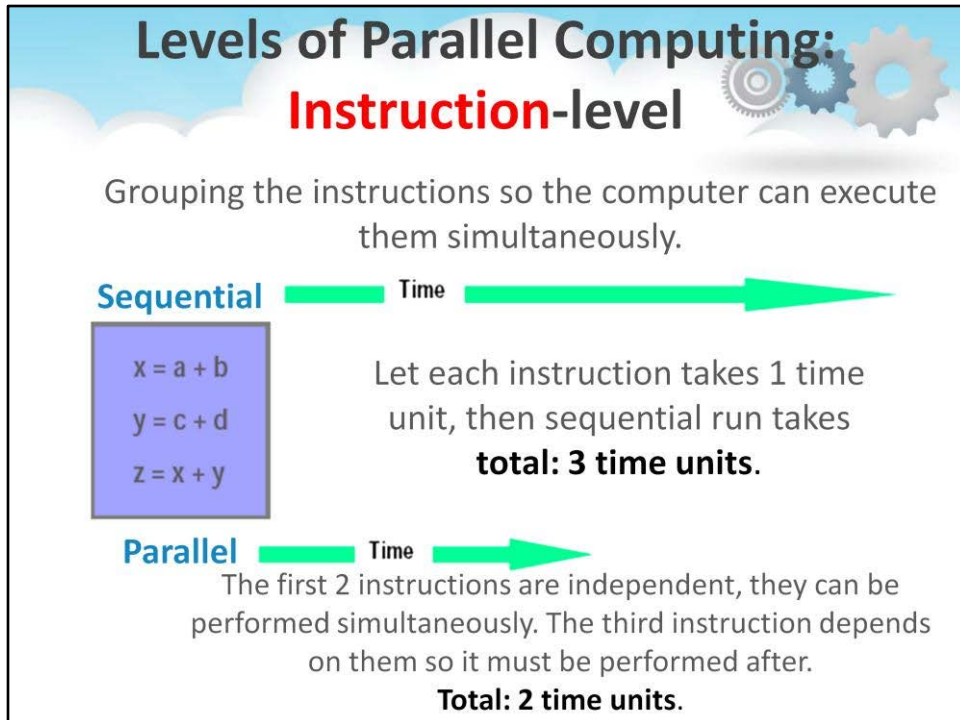 Levels of Parallel Computing:
Instruction-level
Grouping the instructions so the computer can execute
them simultaneously.
Sequential Time
x = a + b
y = c + d
z = x + y
Let each instruction takes 1 time
unit, then sequential run takes
total: 3 time units.
Parallel Time
The first 2 instructions are independent, they can be
performed simultaneously. The third instruction depends
on them so it must be performed after.
Total: 2 time units.